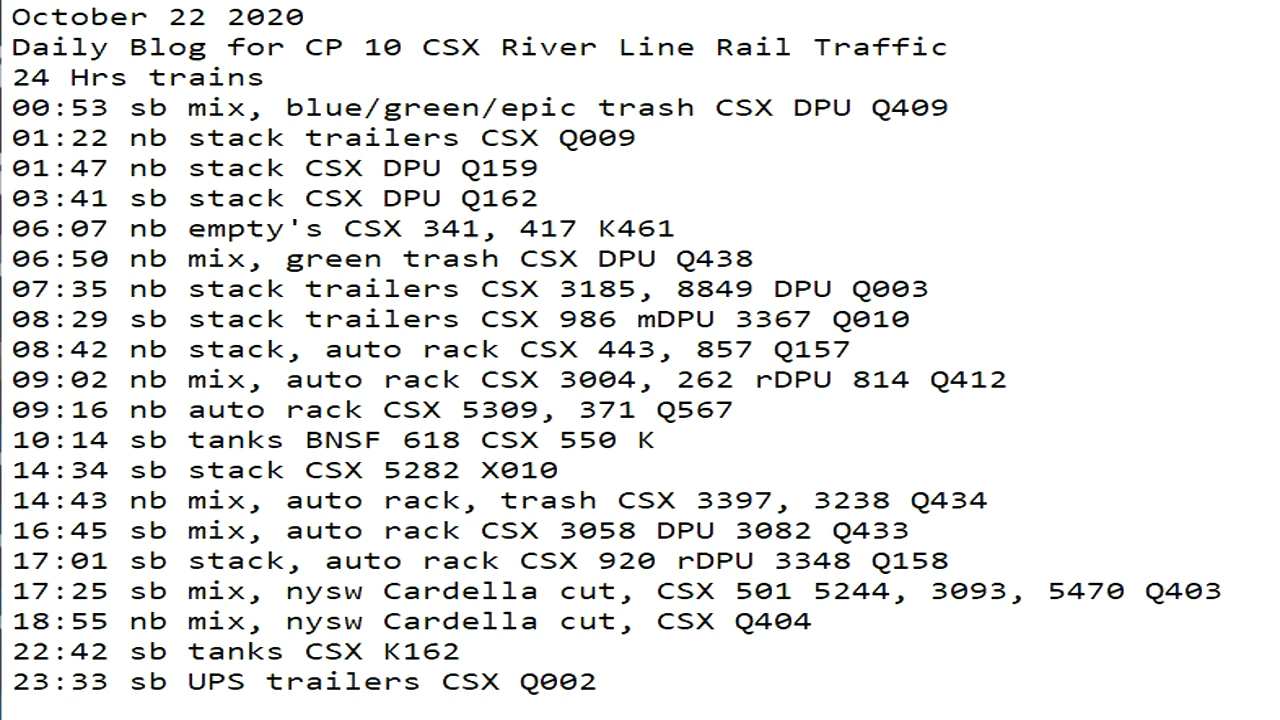 October 22 2020
Daily Blog for CP 10 CSX River Line Rail Traffic
24 Hrs trains
00:53 sb mix, blue/green/epic trash CSX DPU Q409
01:22 nb stack trailers CSX Q009
01:47 nb stack CSX DPU Q159
03:41 sb stack CSX DPU Q162
06:07 nb empty's CSX 341, 417 K461
06:50 nb mix, green trash CSX DPU Q438
07:35 nb stack trailers CSX 3185, 8849 DPU Q003
08:29 sb stack trailers CSX 986 mDPU 3367 Q010
08:42 nb stack, auto rack CSX 443, 857 Q157
09:02 nb mix, auto rack CSX 3004, 262 rDPU 814 Q412
09:16 nb auto rack CSX 5309, 371 Q567
10:14 sb tanks BNSF 618 CSX 550 K
14:34 sb stack CSX 5282 X010
14:43 nb mix, auto rack, trash CSX 3397, 3238 Q434
16:45 sb mix, auto rack CSX 3058 DPU 3082 Q433
17:01 sb stack, auto rack CSX 920 rDPU 3348 Q158
17:25 sb mix, nysw Cardella cut, CSX 501 5244, 3093, 5470 Q403
18:55 nb mix, nysw Cardella cut, CSX Q404
22:42 sb tanks CSX K162
23:33 sb UPS trailers CSX Q002